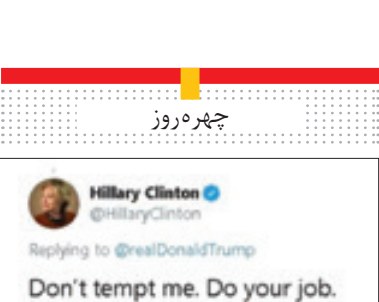 چهره‌روز
Hillary Clinton
@HillaryClinton
Replying to @realDonaldTrump
Don't tempt me. Do your job.